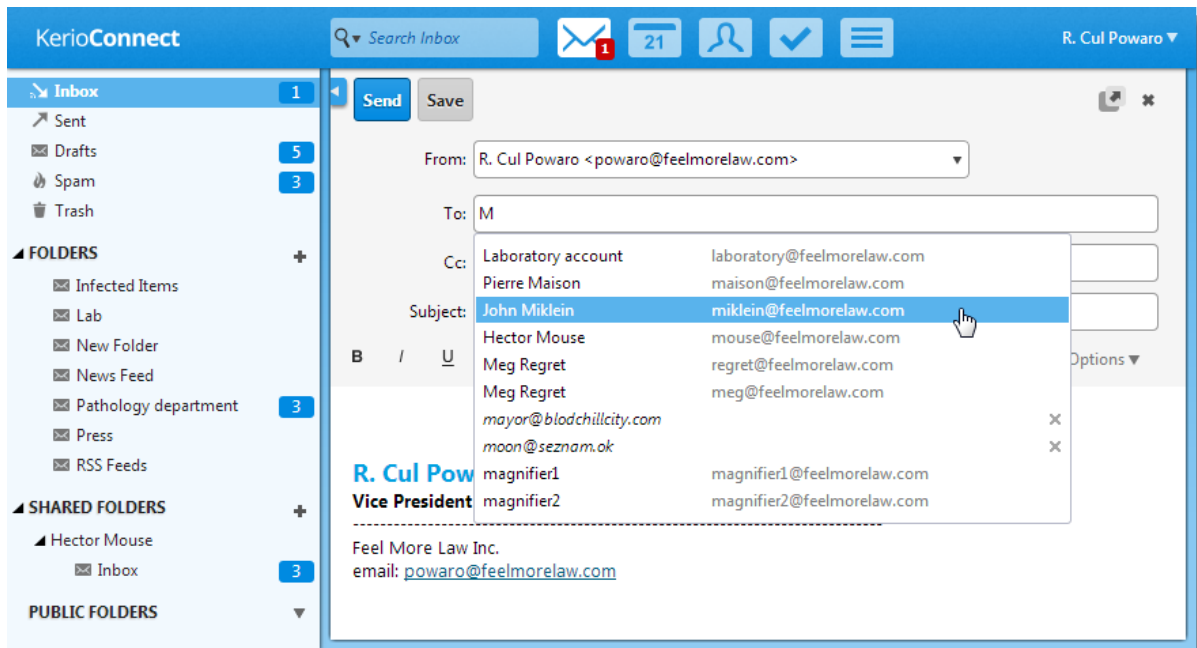 KerioConnect
Search Inbox
1
21
R. Cul Powaro
Inbox 1
Sent
Drafts 5
Spam 3
Trash
FOLDERS
Infected Items
Lab
New Folder
News Feed
Pathology department 3
Press
RSS Feeds
SHARED FOLDERS
Hector Mouse
Inbox 3
PUBLIC FOLDERS
Send Save
From: R. Cul Powaro <powaro@feelmorelaw.com>
To: M
Cc:
Subject:
B I U
Options
Laboratory account laboratory@feelmorelaw.com
Pierre Maison maison@feelmorelaw.com
John Miklein miklein@feelmorelaw.com
Hector Mouse mouse@feelmorelaw.com
Meg Regret regret@feelmorelaw.com
Meg Regret meg@feelmorelaw.com
mayor@blodchillcity.com
moon@seznam.ok
magnifier1 magnifier1@feelmorelaw.com
magnifier2 magnifier2@feelmorelaw.com
R. Cul Pow
Vice President
Feel More Law Inc.
email: powaro@feelmorelaw.com